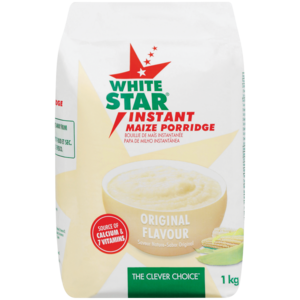 WHITE
STAR
INSTANT
MAIZE PORRIDGE
BOUILLIE DE MAÏS INSTANTANÉE
PAPA DE MILHO INSTANTÂNEA
ORIGINAL
FLAVOUR
SOURCE OF
CALCIUM &
7 VITAMINS
THE CLEVER CHOICE
1kg